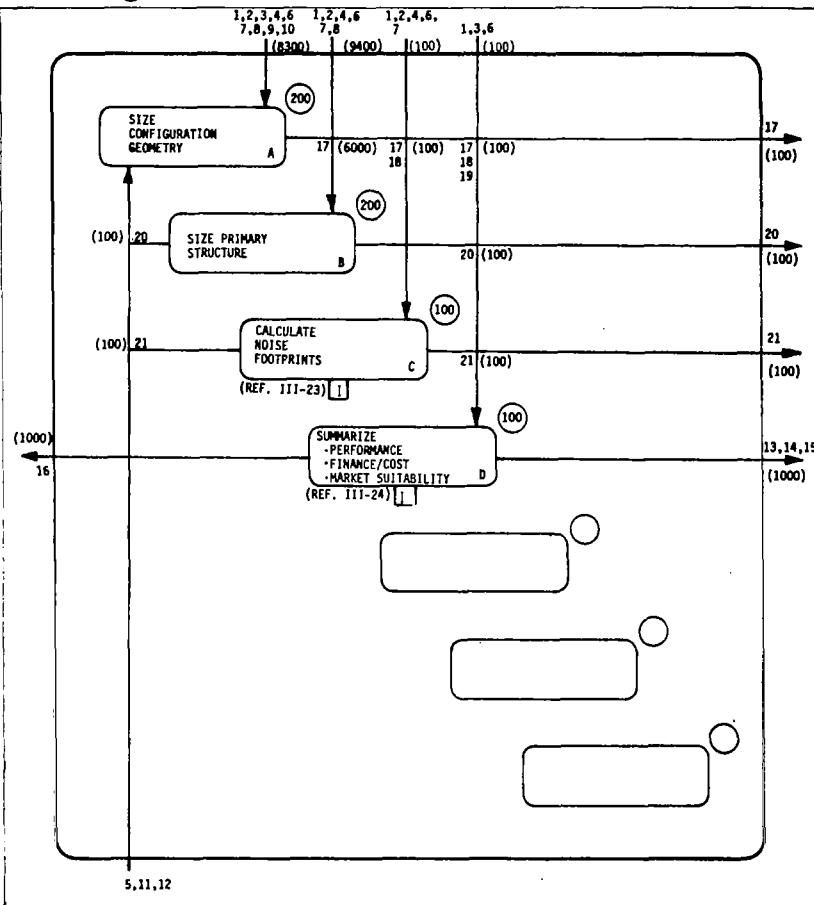 1,2,3,4,6
7,8,9,10
(8300)
1,2,4,6
7,8
(9400)
1,2,4,6,
7
(100)
1,3,6
(100)
SIZE
CONFIGURATION
GEOMETRY
A
200
17 (6000)
17 (100)
18
17 (100)
18
19
17
(100)
(100) 20
SIZE PRIMARY
STRUCTURE
B
200
20 (100)
20
(100)
(100) 21
CALCULATE
NOISE
FOOTPRINTS
C
100
21 (100)
21
(100)
(REF. III-23) I
(1000)
16
SUMMARIZE
·PERFORMANCE
·FINANCE/COST
·MARKET SUITABILITY
D
100
13,14,15
(1000)
(REF. III-24) I
5,11,12